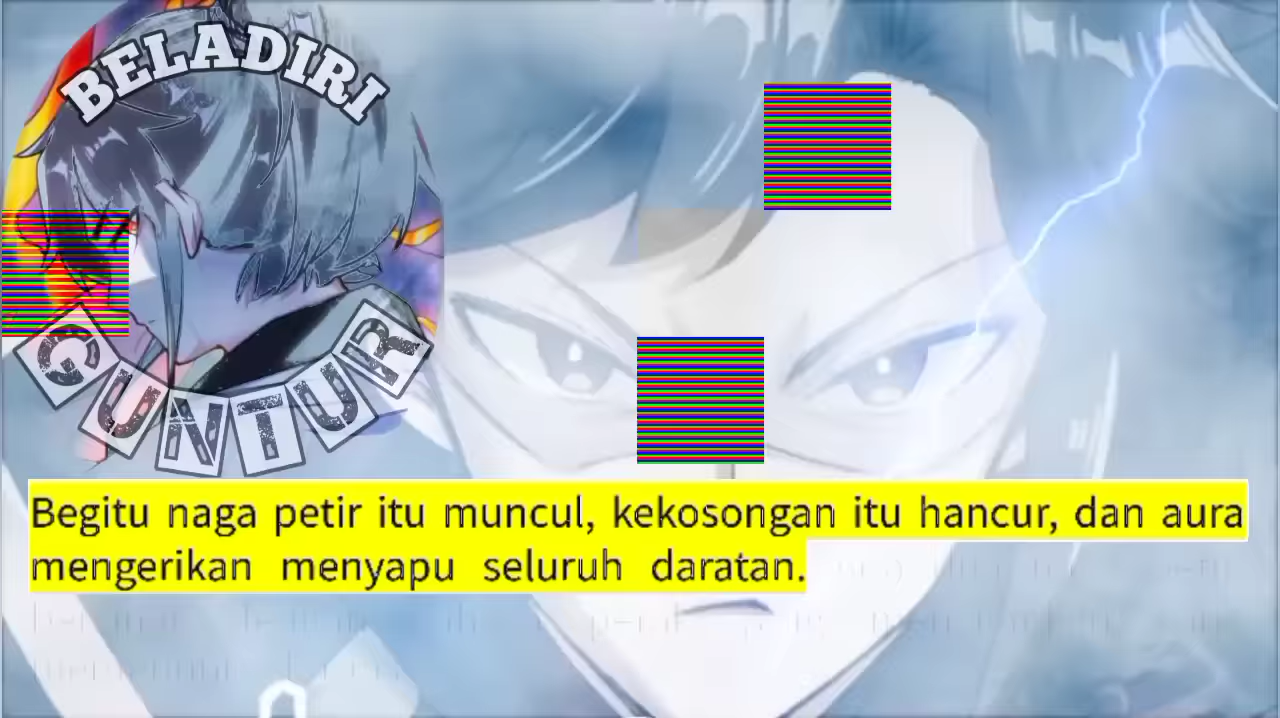 BELADIRI
GUNTUR
Begitu naga petir itu muncul, kekosongan itu hancur, dan aura
mengerikan menyapu seluruh daratan.